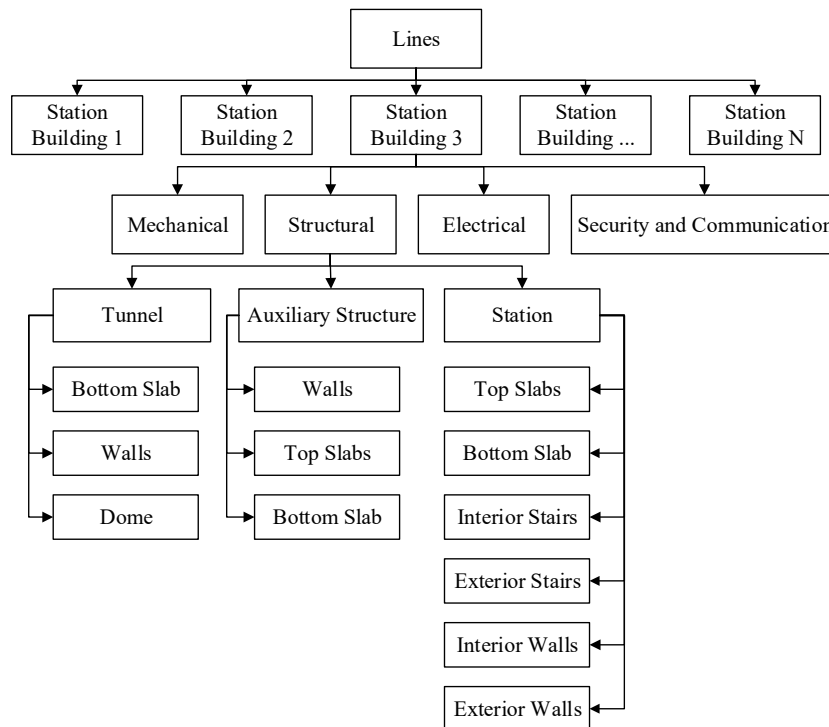 Lines
Station
Building 1
Station
Building 2
Station
Building 3
Station
Building ...
Station
Building N
Mechanical
Structural
Electrical
Security and Communication
Tunnel
Auxiliary Structure
Station
Bottom Slab
Walls
Top Slabs
Walls
Top Slabs
Bottom Slab
Dome
Bottom Slab
Interior Stairs
Exterior Stairs
Interior Walls
Exterior Walls